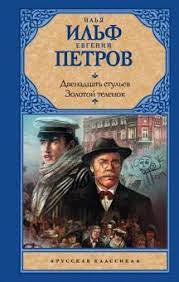 ИЛЬЯ
ИЛЬФ
ЕВГЕНИЙ
ПЕТРОВ
Двенадцать стульев
Золотой теленок
РУССКАЯ КЛАССИКА